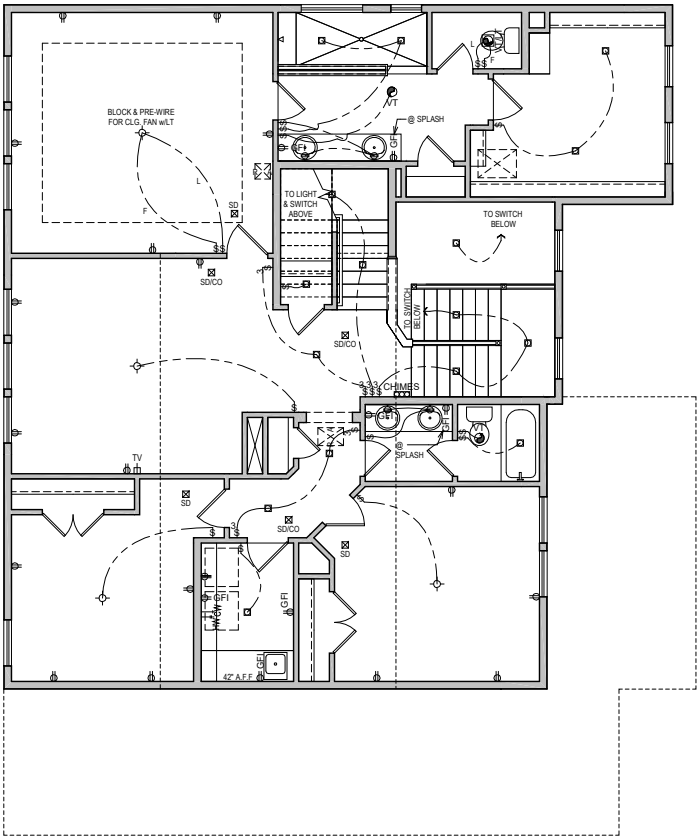 L
F
VT
@ SPLASH
GFI
GFI
BLOCK & PRE-WIRE
FOR CLG. FAN w/LT
L
F
SD
TO LIGHT
& SWITCH
ABOVE
TO SWITCH
BELOW
SD/CO
TO SWITCH
BELOW
SD/CO
3 3 3
$ $ $
CHIMES
GFI
GFI
VT
@
SPLASH
TV
SD
SD/CO
SD
GFI
GFI
GFI
42" A.F.F